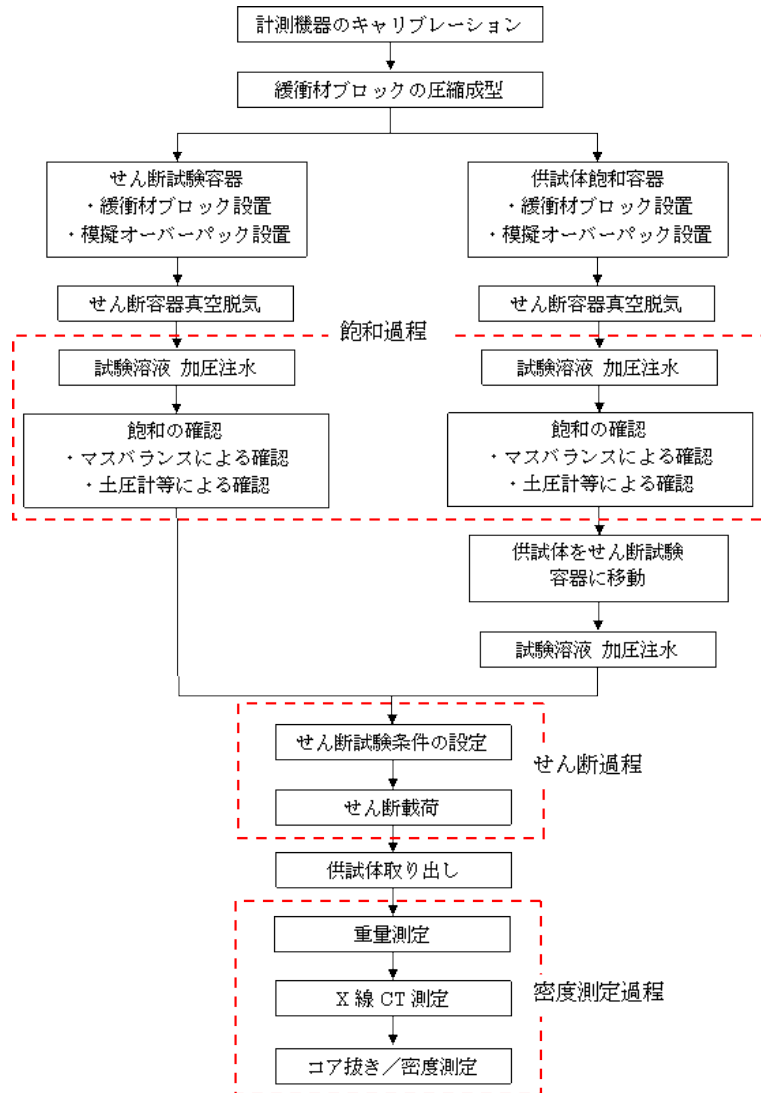 計測機器のキャリブレーション
緩衝材ブロックの圧縮成型
せん断試験容器
・緩衝材ブロック設置
・模擬オーバーパック設置
供試体飽和容器
・緩衝材ブロック設置
・模擬オーバーパック設置
せん断容器真空脱気
せん断容器真空脱気
飽和過程
試験溶液 加圧注水
試験溶液 加圧注水
飽和の確認
・マスバランスによる確認
・土圧計等による確認
飽和の確認
・マスバランスによる確認
・土圧計等による確認
供試体をせん断試験
容器に移動
試験溶液 加圧注水
せん断試験条件の設定
せん断過程
せん断載荷
供試体取り出し
重量測定
X 線 CT 測定
密度測定過程
コア抜き／密度測定